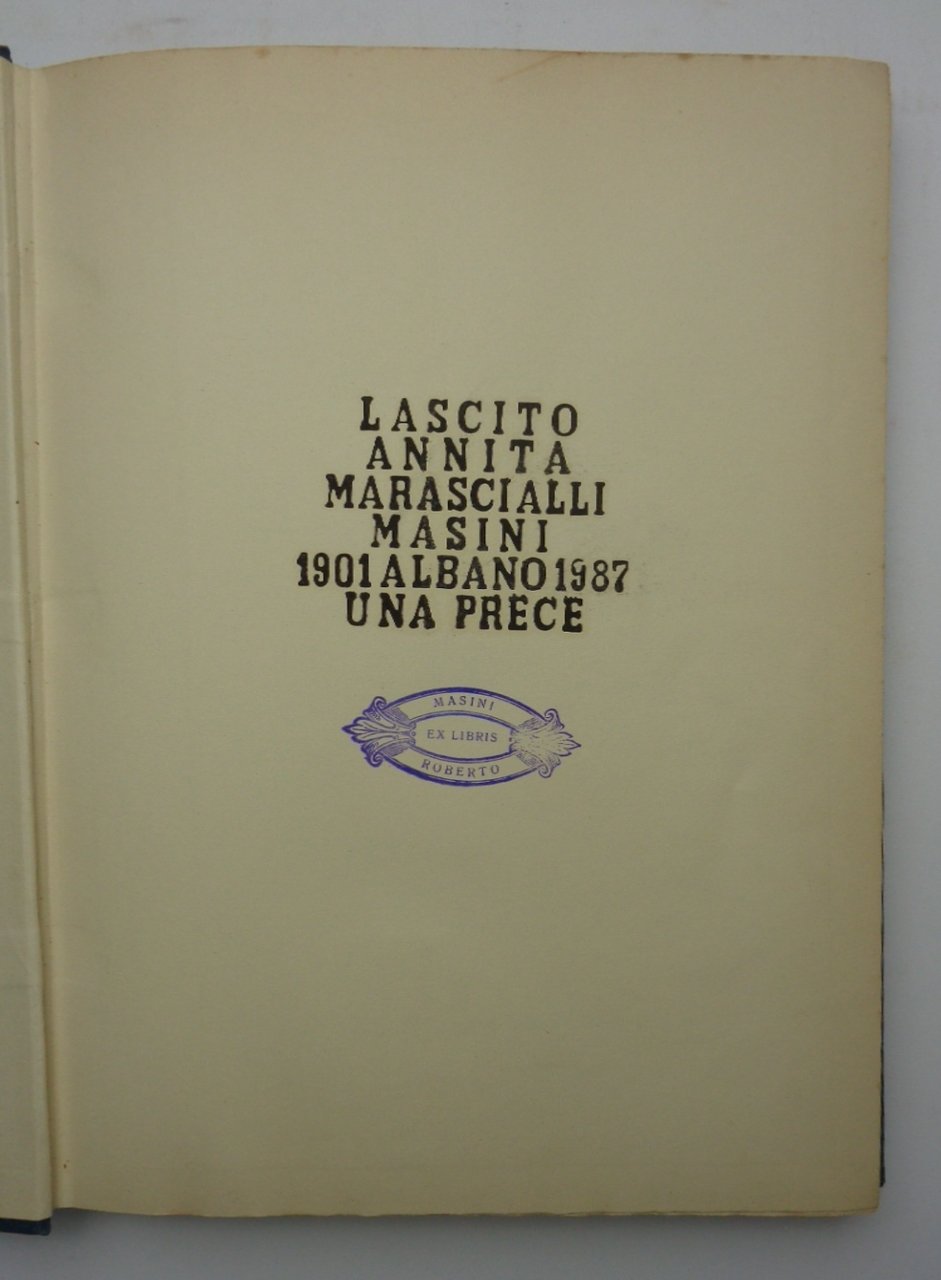 LASCITO
ANNITA
MARASCIALLI
MASINI
1901 ALBANO 1987
UNA PRECE
MASINI
EX LIBRIS
ROBERTO